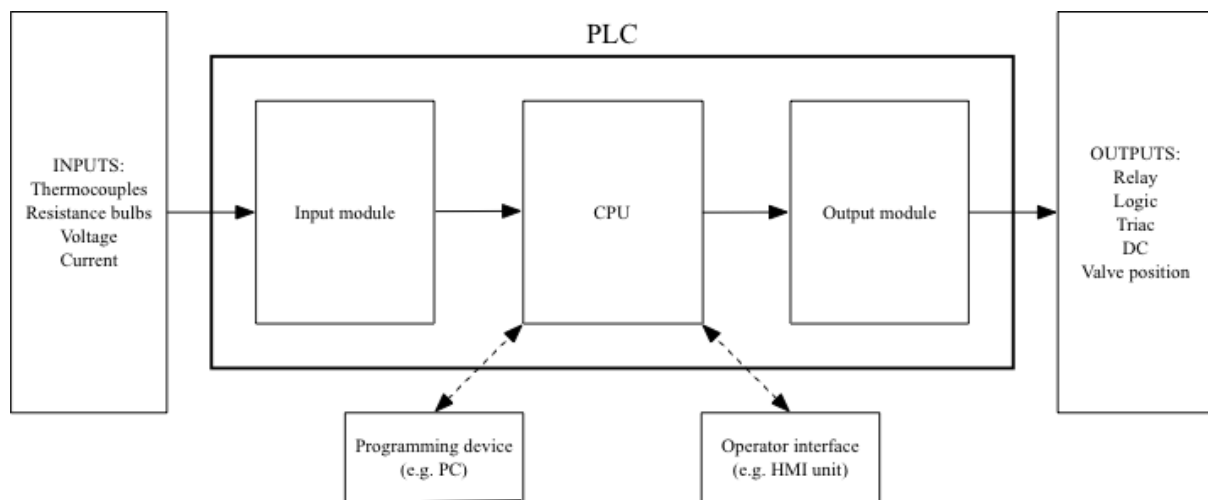 PLC
INPUTS:
Thermocouples
Resistance bulbs
Voltage
Current
Input module
CPU
Output module
OUTPUTS:
Relay
Logic
Triac
DC
Valve position
Programming device
(e.g. PC)
Operator interface
(e.g. HMI unit)